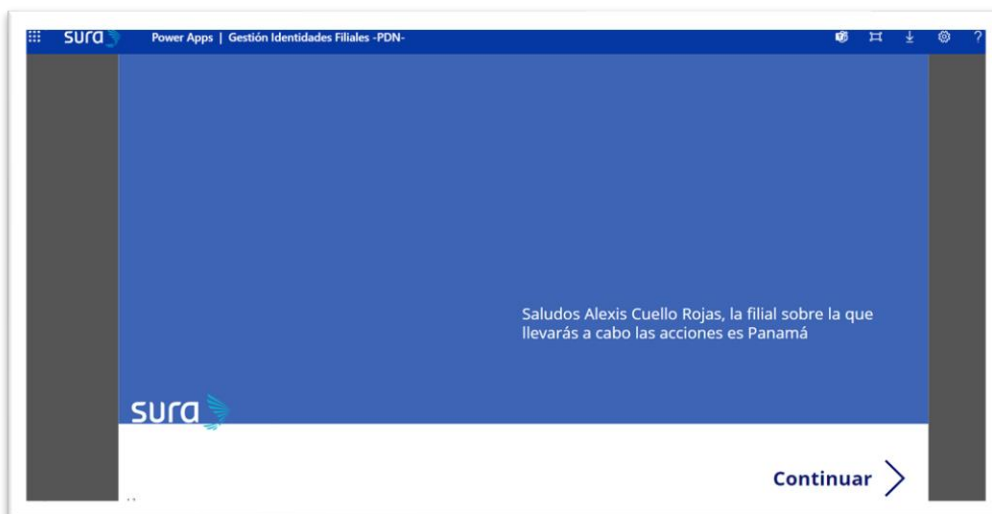 sura Power Apps | Gestión Identidades Filiales -PDN- ?
Saludos Alexis Cuello Rojas, la filial sobre la que
llevarás a cabo las acciones es Panamá
sura
Continuar